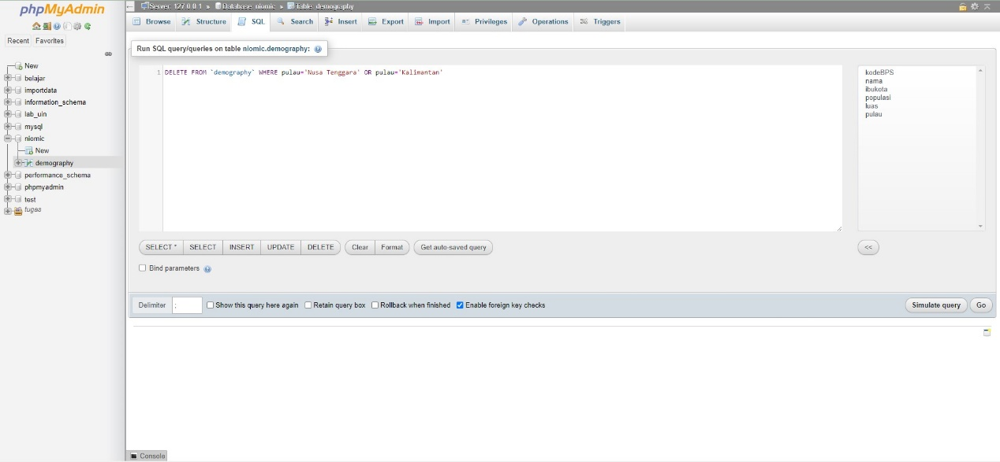 phpMyAdmin
Recent Favorites
New
belajar
importdata
information_schema
lab_uin
mysql
niomic
New
demography
performance_schema
phpmyadmin
test
tugas
Server: 127.0.0.1 » Database: niomic » Table: demography
Browse Structure SQL Search Insert Export Import Privileges Operations Triggers
Run SQL query/queries on table niomic.demography:
1 DELETE FROM `demography` WHERE pulau='Nusa Tenggara' OR pulau='Kalimantan'
kodeBPS
nama
ibukota
populasi
luas
pulau
SELECT * SELECT INSERT UPDATE DELETE Clear Format Get auto-saved query <<
Bind parameters
Delimiter ; Show this query here again Retain query box Rollback when finished Enable foreign key checks Simulate query Go
Console